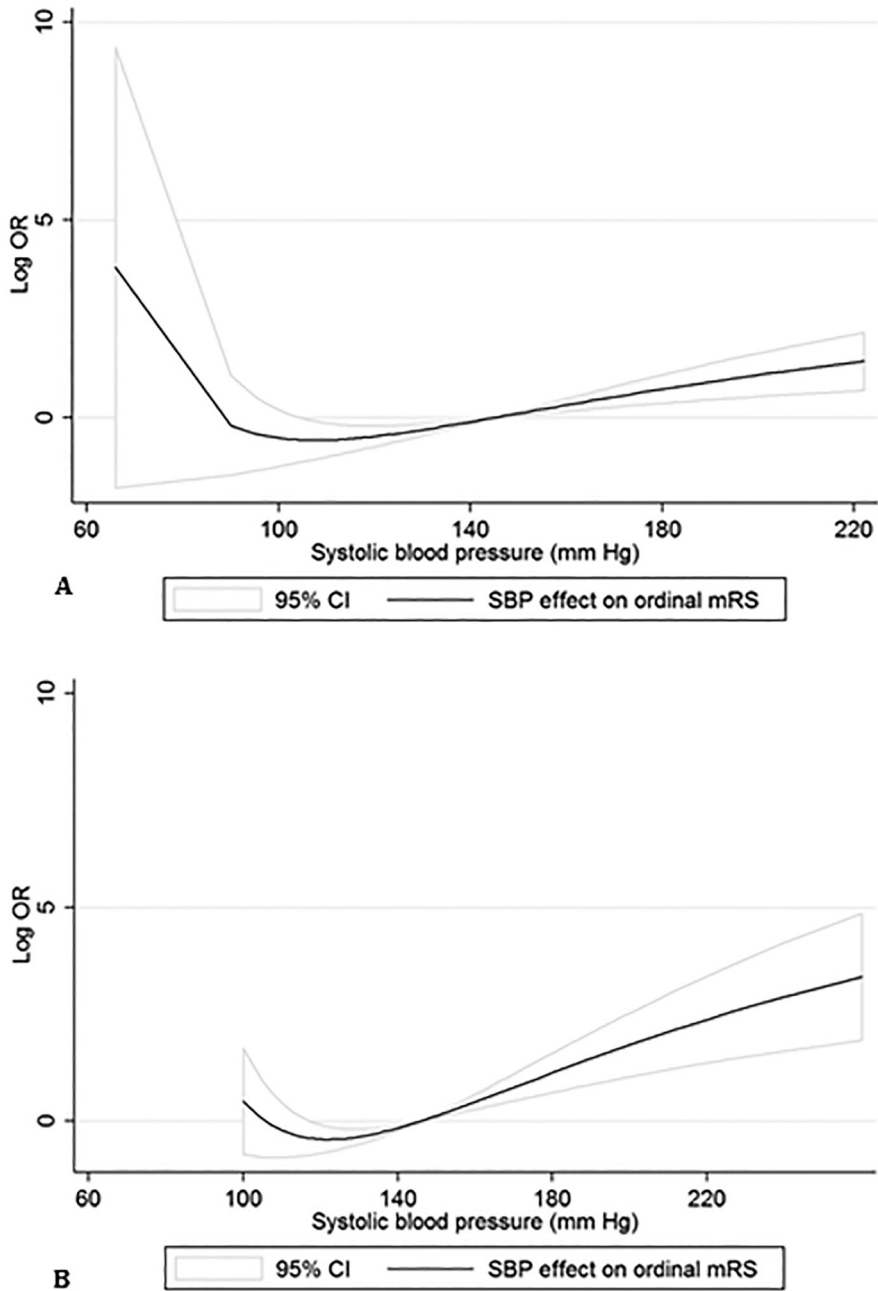 10
5
0
Log OR
60 100 140 180 220
Systolic blood pressure (mm Hg)
A
95% CI SBP effect on ordinal mRS
10
5
0
Log OR
60 100 140 180 220
Systolic blood pressure (mm Hg)
95% CI SBP effect on ordinal mRS
B